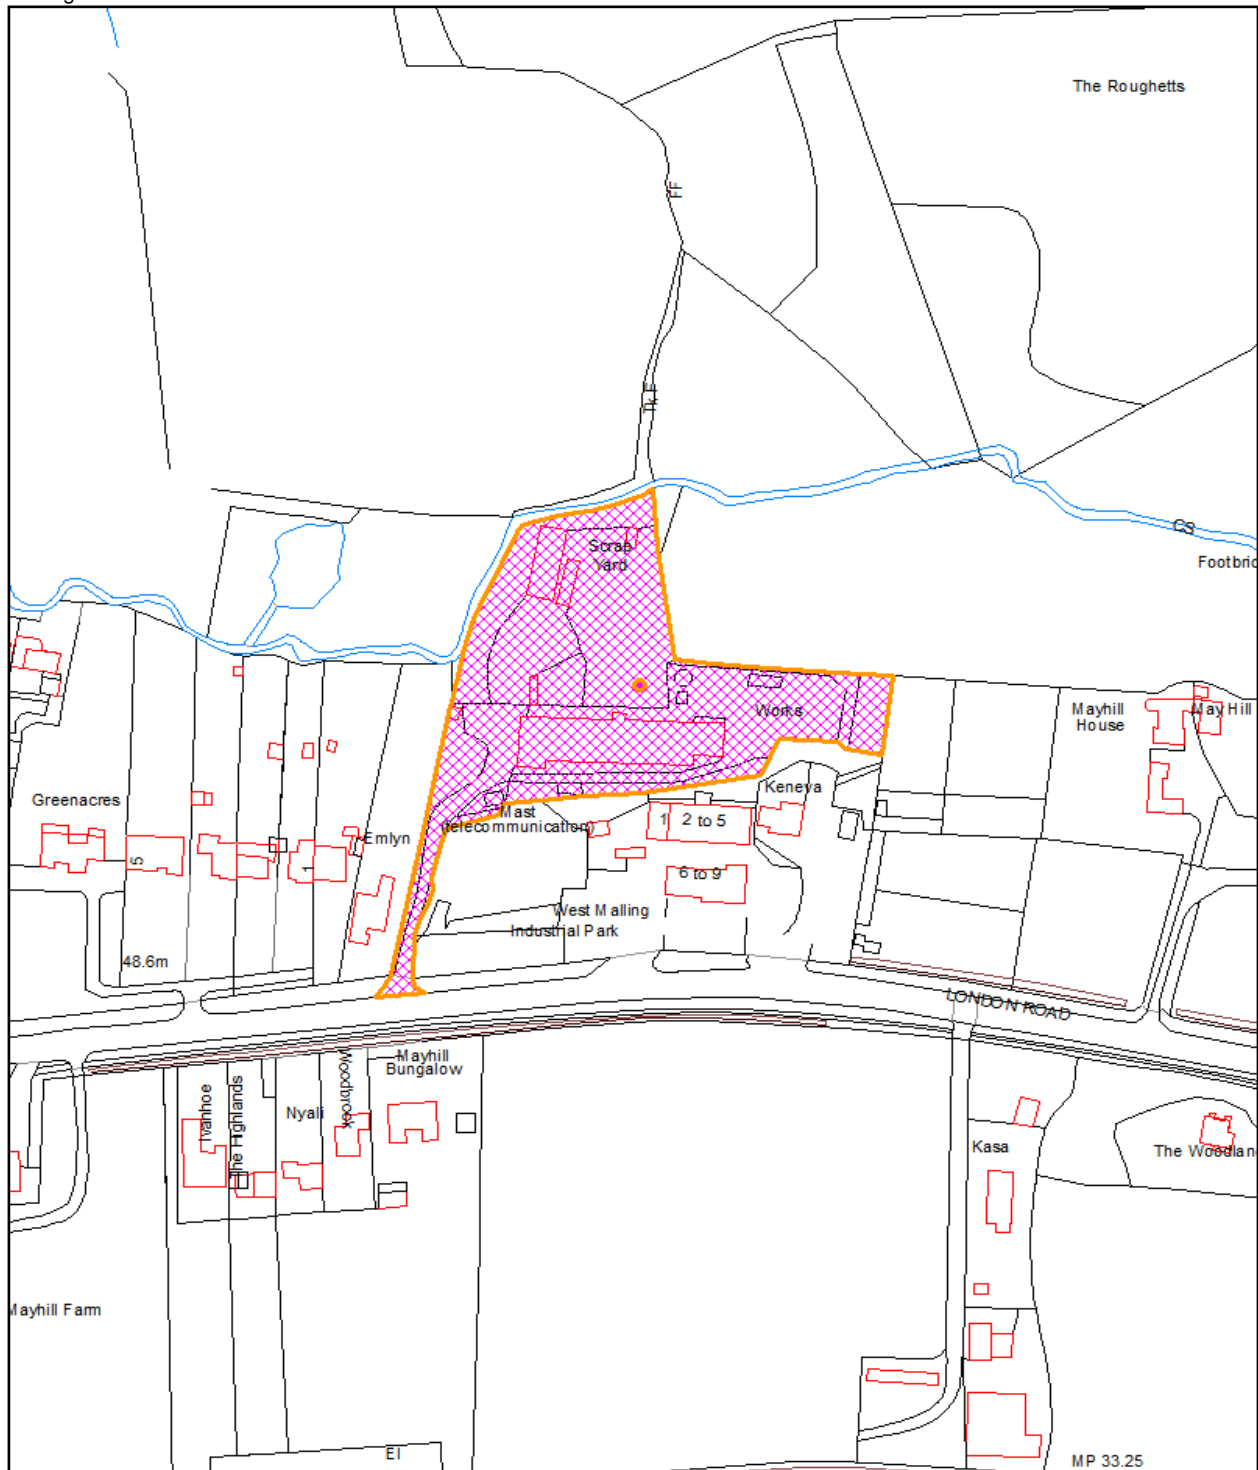 The Roughetts
FF
Tk F
CS
Footbric
Scrap
Yard
Works
Mayhill
House
May Hill
Greenacres
5
1
Emlyn
Mast
(telecommunication)
Keneva
1
2 to 5
6 to 9
West Malling
Industrial Park
48.6m
LONDON ROAD
Mayhill
Bungalow
Woodbrook
Ivanhoe
The Highlands
Nyali
Kasa
The Woodlan
Mayhill Farm
El
MP 33.25